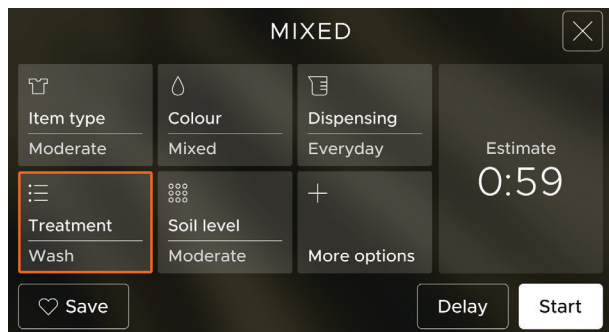 MIXED
Item type
Moderate
Colour
Mixed
Dispensing
Everyday
Estimate
0:59
Treatment
Wash
Soil level
Moderate
More options
Save
Delay
Start